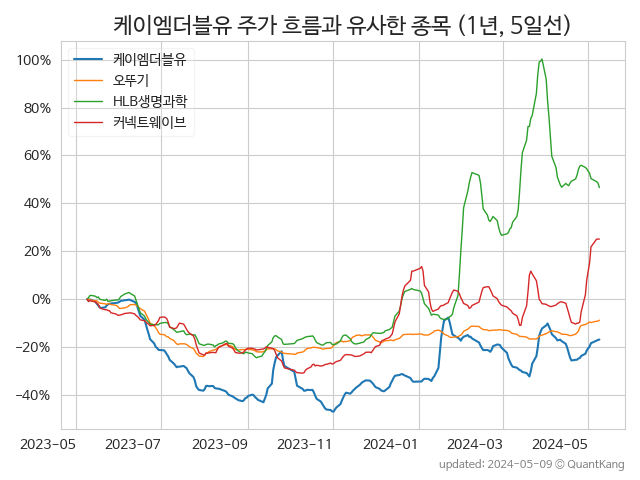 케이엠더블유 주가 흐름과 유사한 종목 (1년, 5일선)
케이엠더블유
오뚜기
HLB생명과학
커넥트웨이브
100%
80%
60%
40%
20%
0%
−20%
−40%
2023-05
2023-07
2023-09
2023-11
2024-01
2024-03
2024-05
updated: 2024-05-09 © QuantKang